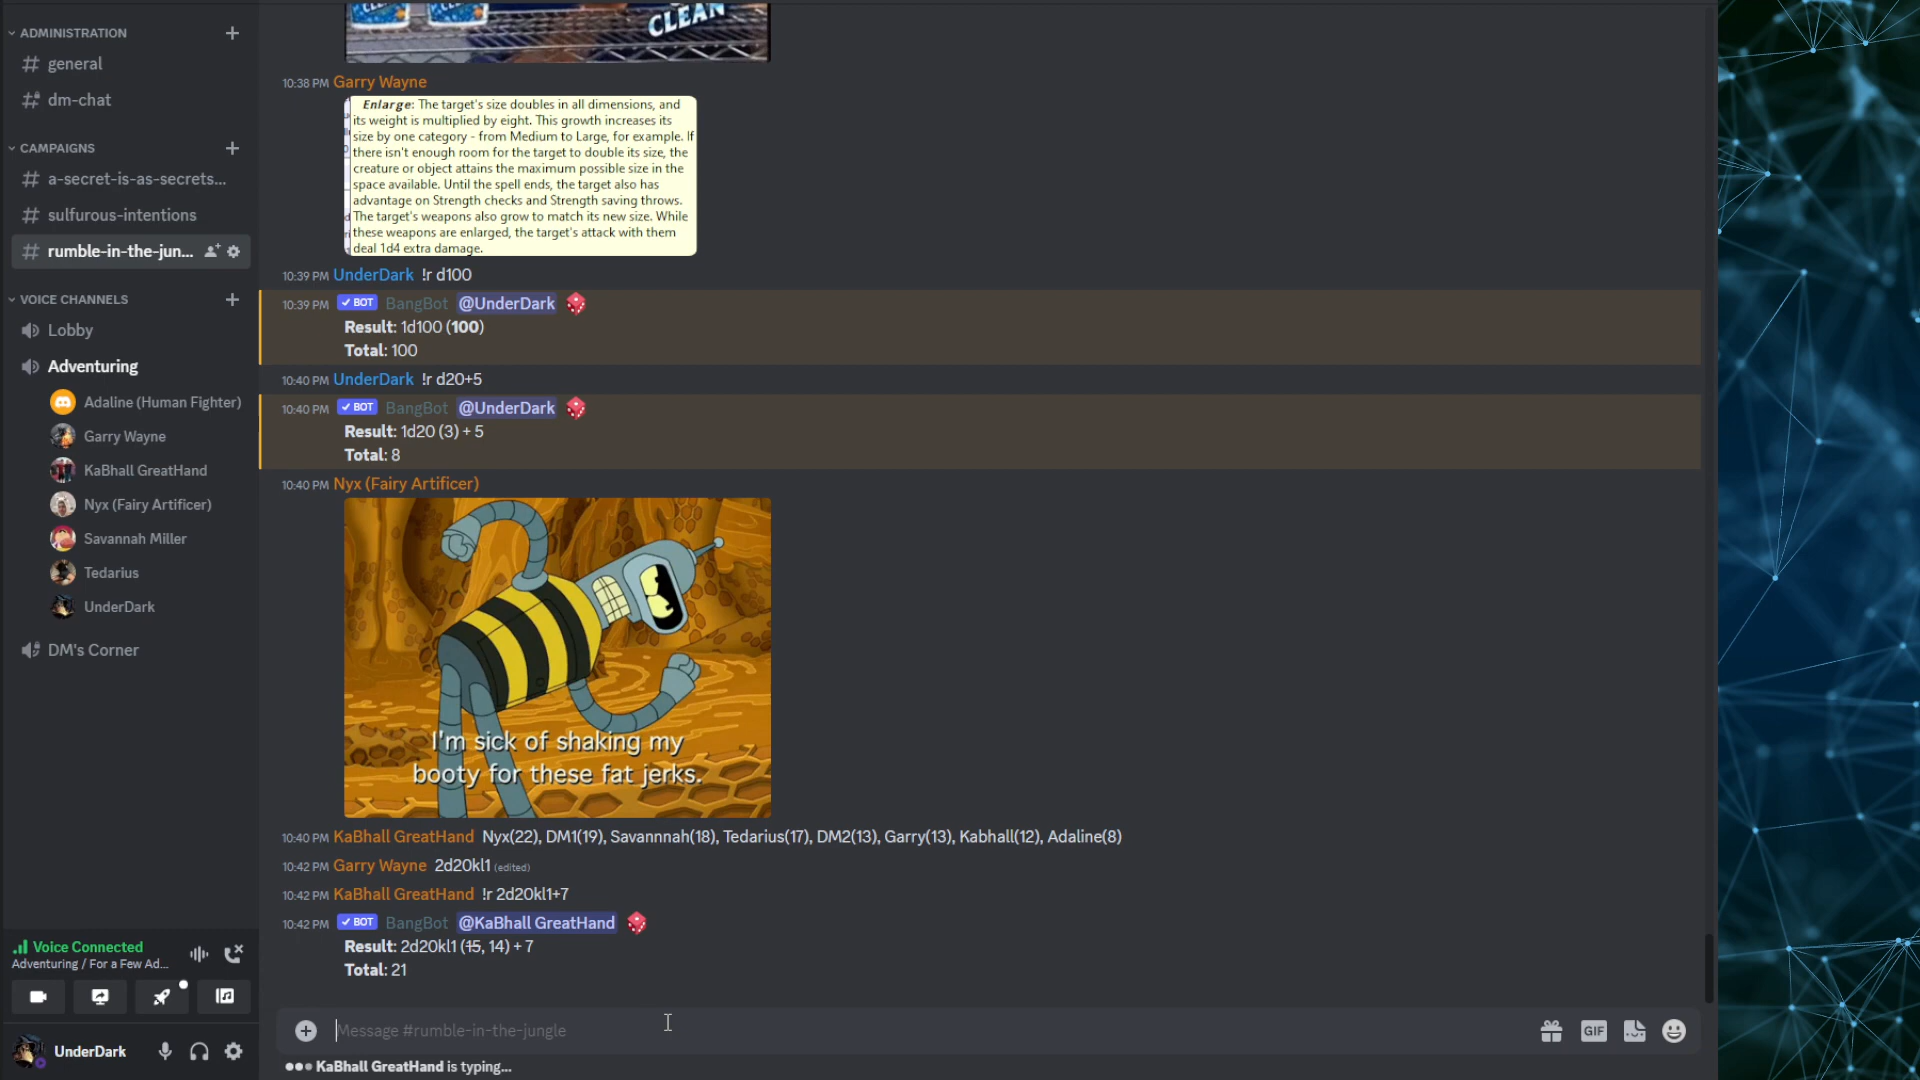 ADMINISTRATION
general
dm-chat
CAMPAIGNS
a-secret-is-as-secrets...
sulfurous-intentions
rumble-in-the-jun...
VOICE CHANNELS
Lobby
Adventuring
Adaline (Human Fighter)
Garry Wayne
KaBhall GreatHand
Nyx (Fairy Artificer)
Savannah Miller
Tedarius
UnderDark
DM's Corner
Voice Connected
Adventuring / For a Few Ad...
UnderDark
CLEAN
10:38 PM Garry Wayne
Enlarge: The target's size doubles in all dimensions, and
its weight is multiplied by eight. This growth increases its
size by one category - from Medium to Large, for example. If
there isn't enough room for the target to double its size, the
creature or object attains the maximum possible size in the
space available. Until the spell ends, the target also has
advantage on Strength checks and Strength saving throws.
The target's weapons also grow to match its new size. While
these weapons are enlarged, the target's attack with them
deal 1d4 extra damage.
10:39 PM UnderDark !r d100
10:39 PM ✓ BOT BangBot @UnderDark
Result: 1d100 (100)
Total: 100
10:40 PM UnderDark !r d20+5
10:40 PM ✓ BOT BangBot @UnderDark
Result: 1d20 (3) + 5
Total: 8
10:40 PM Nyx (Fairy Artificer)
I'm sick of shaking my
booty for these fat jerks.
10:40 PM KaBhall GreatHand Nyx(22), DM1(19), Savannnah(18), Tedarius(17), DM2(13), Garry(13), Kabhall(12), Adaline(8)
10:42 PM Garry Wayne 2d20kl1 (edited)
10:42 PM KaBhall GreatHand !r 2d20kl1+7
10:42 PM ✓ BOT BangBot @KaBhall GreatHand
Result: 2d20kl1 (15, 14) + 7
Total: 21
Message #rumble-in-the-jungle
GIF
KaBhall GreatHand is typing...